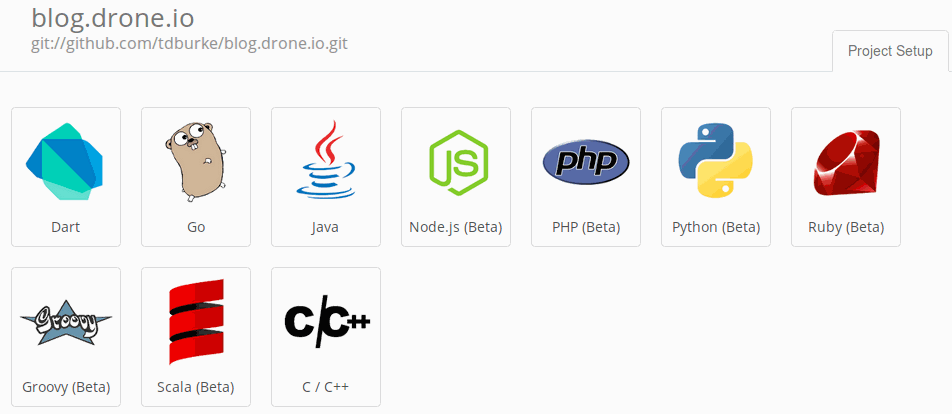 blog.drone.io
git://github.com/tdburke/blog.drone.io.git
Project Setup
JS
php
Dart
Go
Java
Node.js (Beta)
PHP (Beta)
Python (Beta)
Ruby (Beta)
Groovy
C/C++
Groovy (Beta)
Scala (Beta)
C / C++